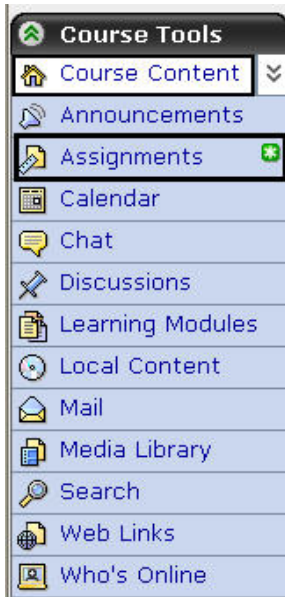 Course Tools
Course Content
Announcements
Assignments
Calendar
Chat
Discussions
Learning Modules
Local Content
Mail
Media Library
Search
Web Links
Who's Online